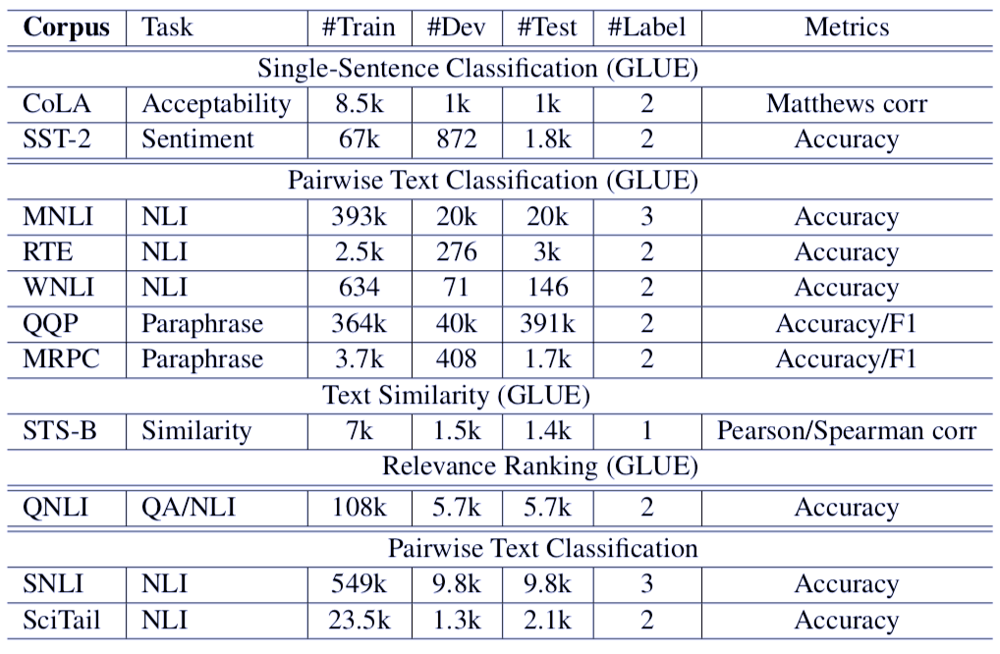 Corpus Task #Train #Dev #Test #Label Metrics
Single-Sentence Classification (GLUE)
CoLA Acceptability 8.5k 1k 1k 2 Matthews corr
SST-2 Sentiment 67k 872 1.8k 2 Accuracy
Pairwise Text Classification (GLUE)
MNLI NLI 393k 20k 20k 3 Accuracy
RTE NLI 2.5k 276 3k 2 Accuracy
WNLI NLI 634 71 146 2 Accuracy
QQP Paraphrase 364k 40k 391k 2 Accuracy/F1
MRPC Paraphrase 3.7k 408 1.7k 2 Accuracy/F1
Text Similarity (GLUE)
STS-B Similarity 7k 1.5k 1.4k 1 Pearson/Spearman corr
Relevance Ranking (GLUE)
QNLI QA/NLI 108k 5.7k 5.7k 2 Accuracy
Pairwise Text Classification
SNLI NLI 549k 9.8k 9.8k 3 Accuracy
SciTail NLI 23.5k 1.3k 2.1k 2 Accuracy